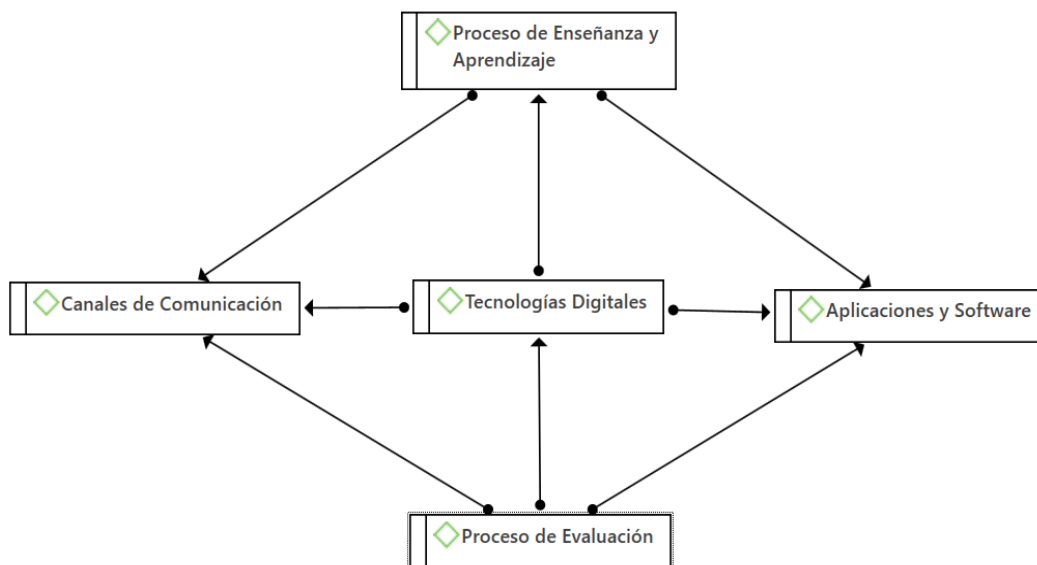 Proceso de Enseñanza y
Aprendizaje
Canales de Comunicación
Tecnologías Digitales
Aplicaciones y Software
Proceso de Evaluación